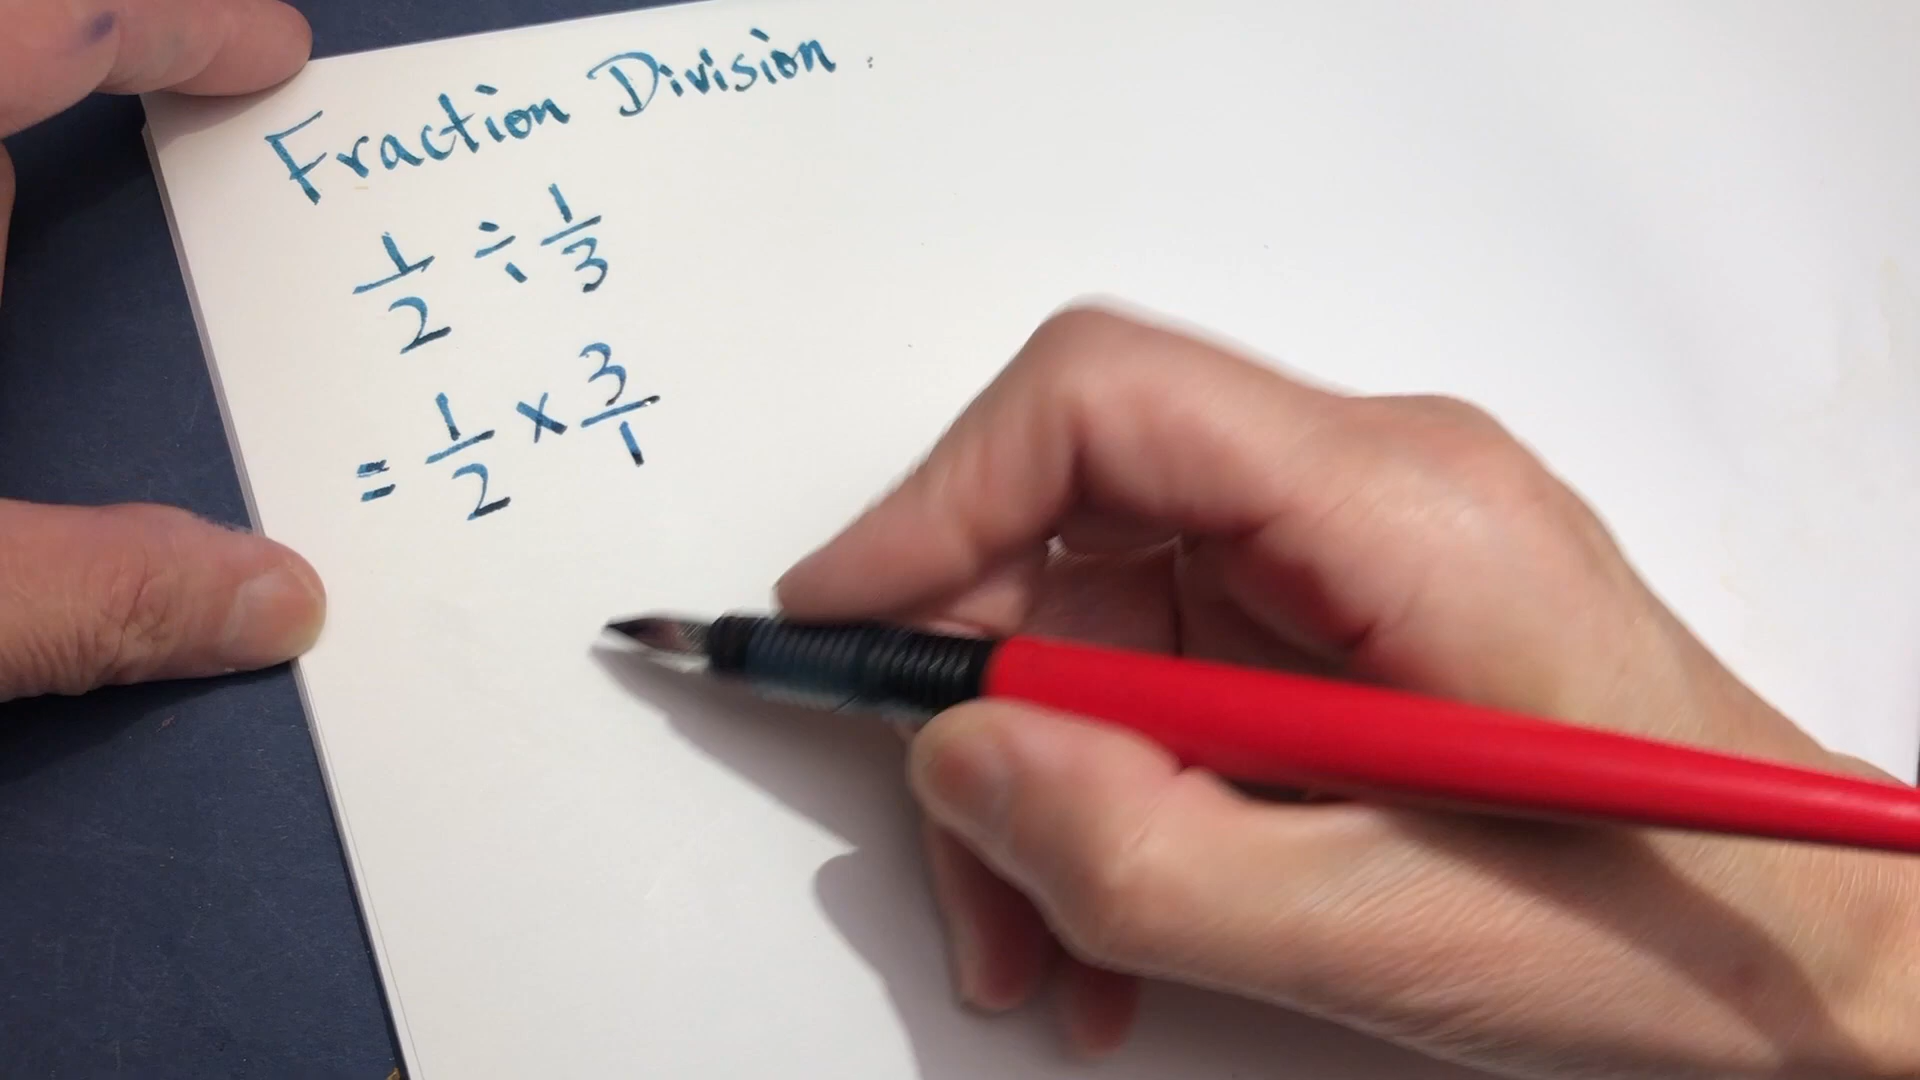 Fraction Division
1/2 ÷ 1/3
= 1/2 × 3/1